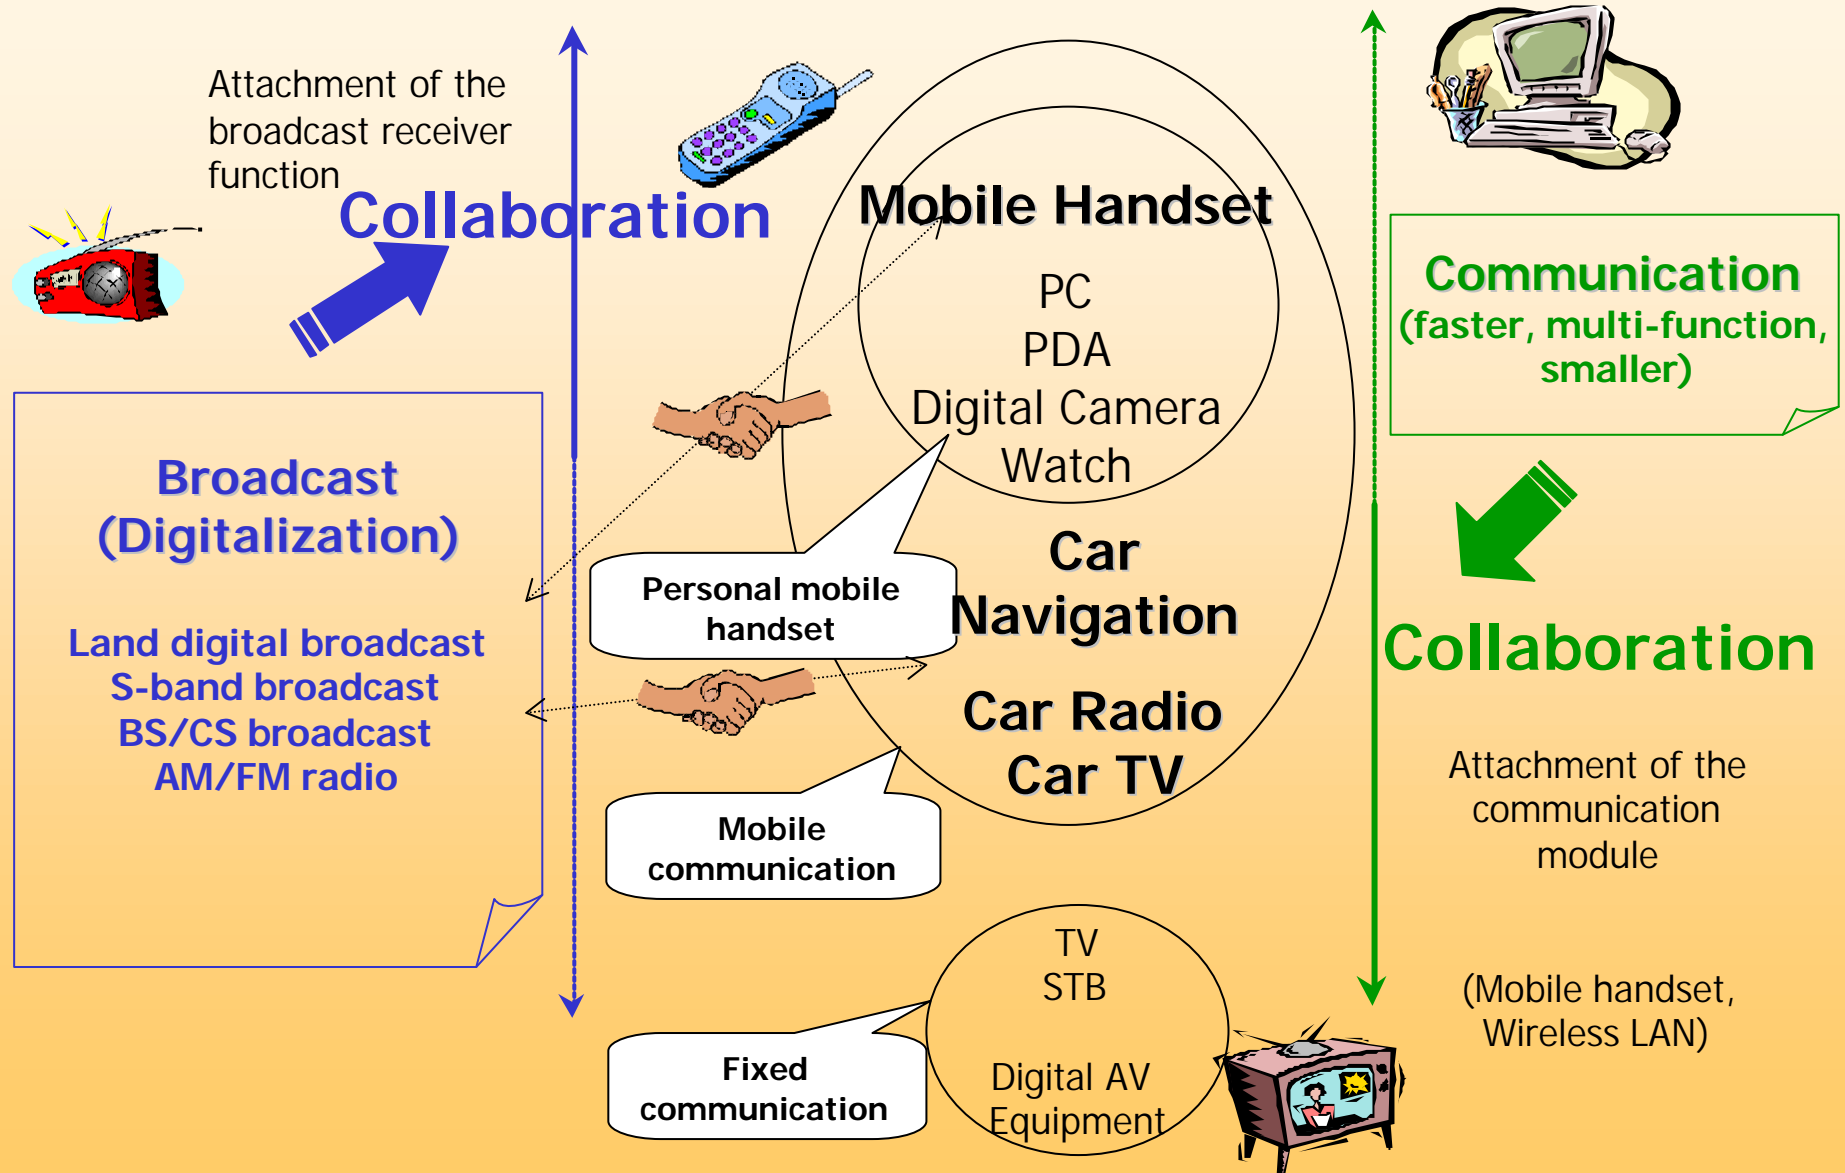 Attachment of the
broadcast receiver
function
Collaboration
Broadcast
(Digitalization)
Land digital broadcast
S-band broadcast
BS/CS broadcast
AM/FM radio
Mobile Handset
PC
PDA
Digital Camera
Watch
Personal mobile
handset
Car
Navigation
Car Radio
Car TV
Mobile
communication
TV
STB
Digital AV
Equipment
Fixed
communication
Communication
(faster, multi-function,
smaller)
Collaboration
Attachment of the
communication
module
(Mobile handset,
Wireless LAN)